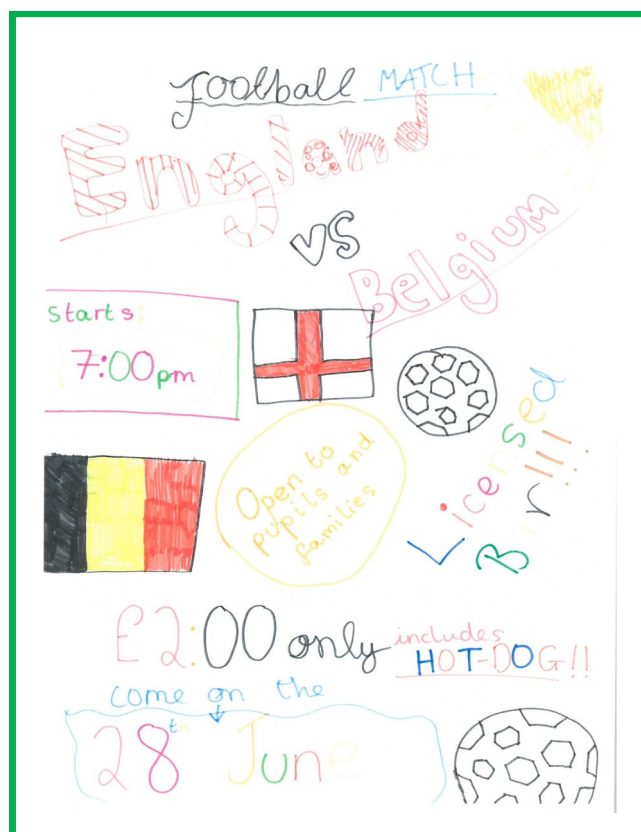 football MATCH
England
vs
Belgium
Starts:
7:00pm
Open to
pupils and
families
Licensed
Bar!!!!
£2:00 only includes
HOT-DOG!!
come on the
28th June